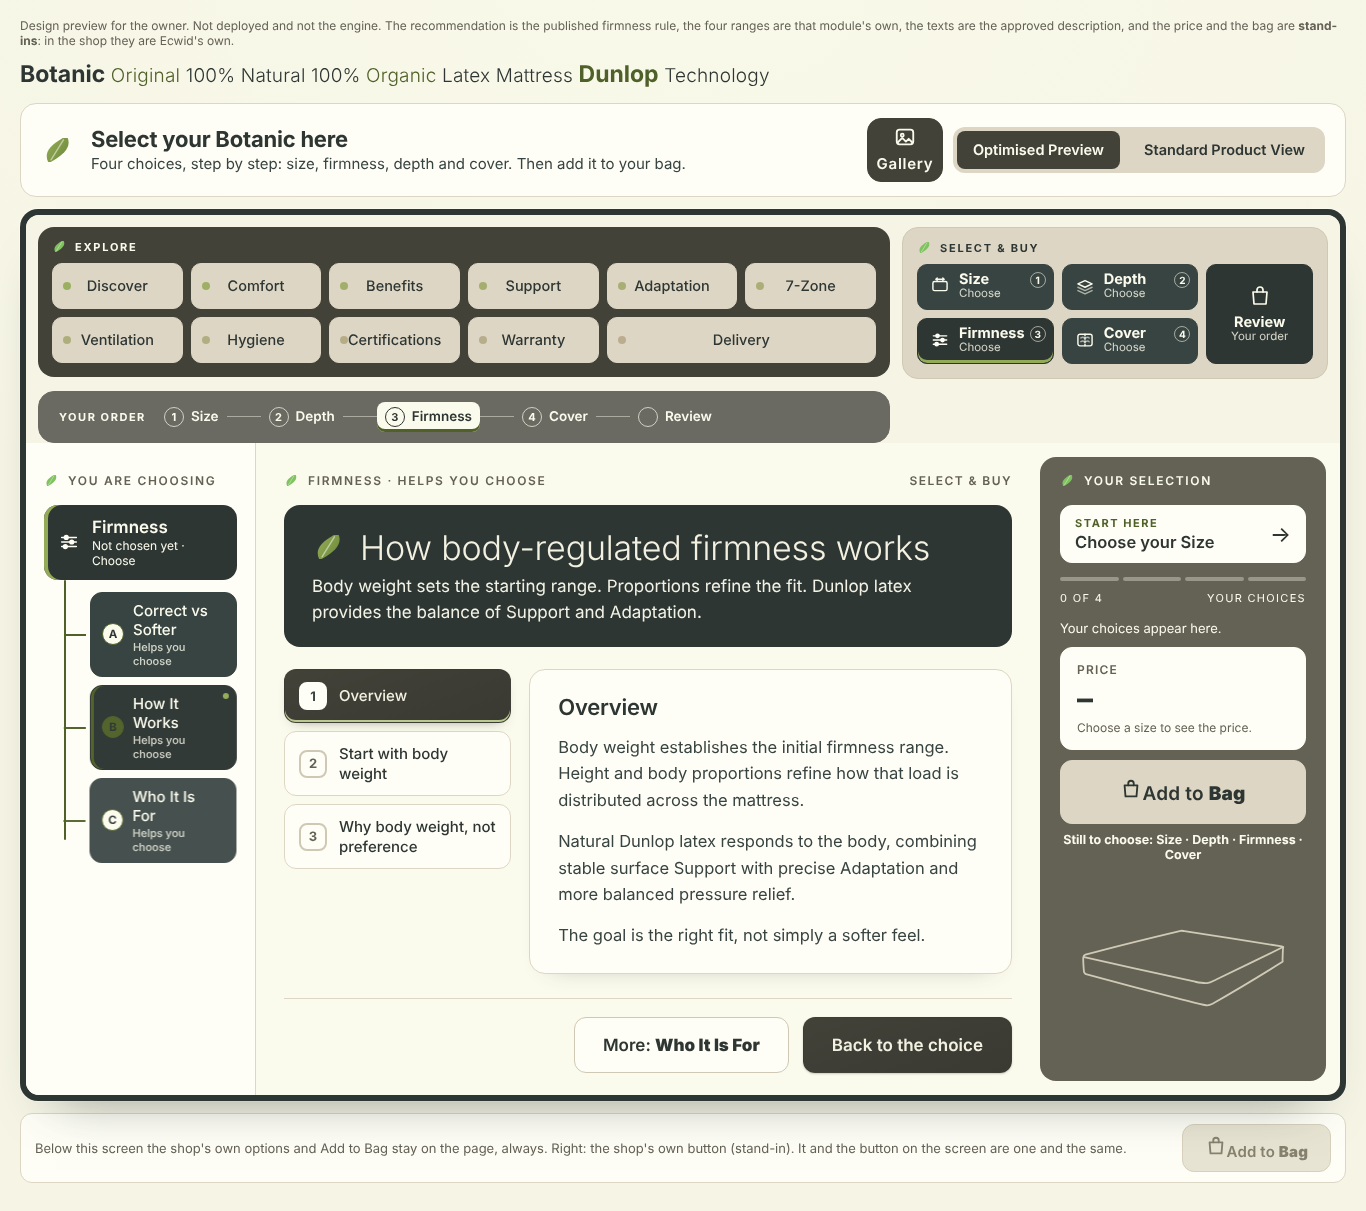 Design preview for the owner. Not deployed and not the engine. The recommendation is the published firmness rule, the four ranges are that module's own, the texts are the approved description, and the price and the bag are stand-
ins: in the shop they are Ecwid's own.
Botanic Original 100% Natural 100% Organic Latex Mattress Dunlop Technology
Select your Botanic here
Four choices, step by step: size, firmness, depth and cover. Then add it to your bag.
Gallery
Optimised Preview
Standard Product View
EXPLORE
Discover
Comfort
Benefits
Support
Adaptation
7-Zone
Ventilation
Hygiene
Certifications
Warranty
Delivery
SELECT & BUY
Size
Choose
1
Depth
Choose
2
Firmness
Choose
3
Cover
Choose
4
Review
Your order
YOUR ORDER
1 Size
2 Depth
3 Firmness
4 Cover
Review
YOU ARE CHOOSING
Firmness
Not chosen yet ·
Choose
A
Correct vs
Softer
Helps you
choose
B
How It
Works
Helps you
choose
C
Who It Is
For
Helps you
choose
FIRMNESS · HELPS YOU CHOOSE
SELECT & BUY
How body-regulated firmness works
Body weight sets the starting range. Proportions refine the fit. Dunlop latex
provides the balance of Support and Adaptation.
1 Overview
2 Start with body
weight
3 Why body weight, not
preference
Overview
Body weight establishes the initial firmness range.
Height and body proportions refine how that load is
distributed across the mattress.
Natural Dunlop latex responds to the body, combining
stable surface Support with precise Adaptation and
more balanced pressure relief.
The goal is the right fit, not simply a softer feel.
More: Who It Is For
Back to the choice
YOUR SELECTION
START HERE
Choose your Size
0 OF 4
YOUR CHOICES
Your choices appear here.
PRICE
–
Choose a size to see the price.
Add to Bag
Still to choose: Size · Depth · Firmness ·
Cover
Below this screen the shop's own options and Add to Bag stay on the page, always. Right: the shop's own button (stand-in). It and the button on the screen are one and the same.
Add to Bag